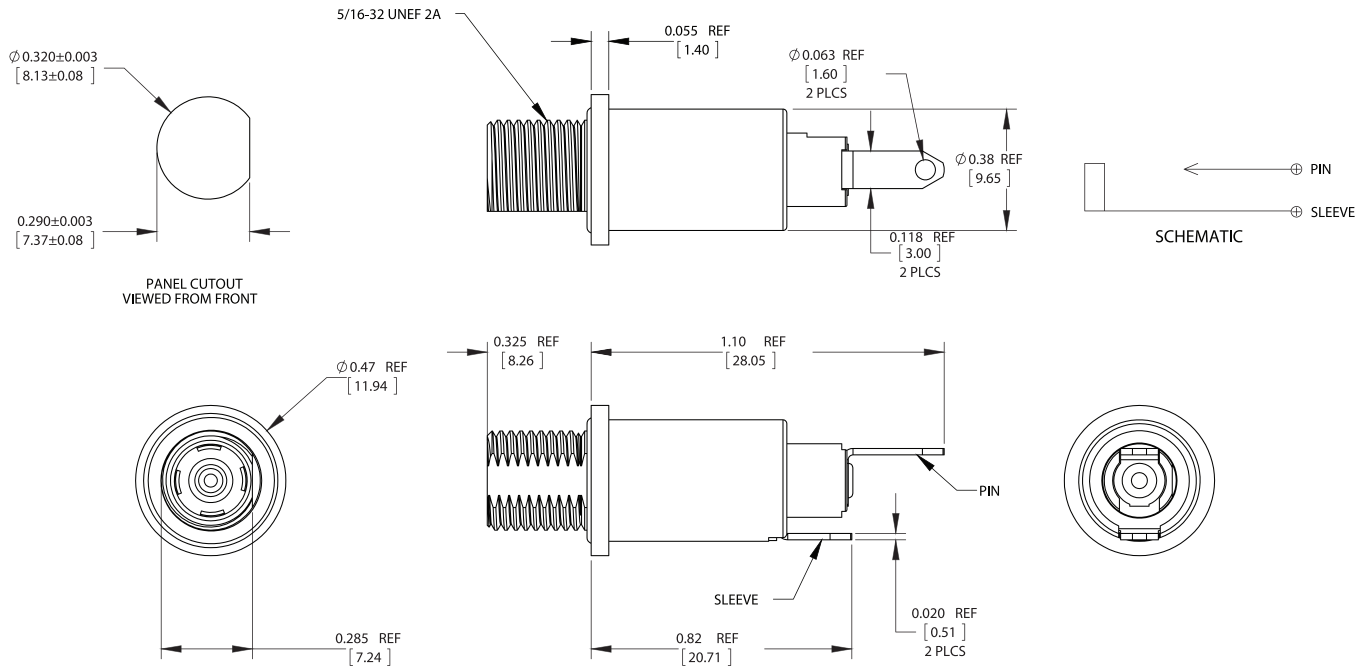 5/16-32 UNEF 2A
0.055 REF
[1.40]
Ø 0.320±0.003
[8.13±0.08]
Ø 0.063 REF
[1.60]
2 PLCS
Ø 0.38 REF
[9.65]
PIN
SLEEVE
SCHEMATIC
0.290±0.003
[7.37±0.08]
0.118 REF
[3.00]
2 PLCS
PANEL CUTOUT
VIEWED FROM FRONT
0.325 REF
[8.26]
1.10 REF
[28.05]
Ø 0.47 REF
[11.94]
PIN
SLEEVE
0.285 REF
[7.24]
0.82 REF
[20.71]
0.020 REF
[0.51]
2 PLCS